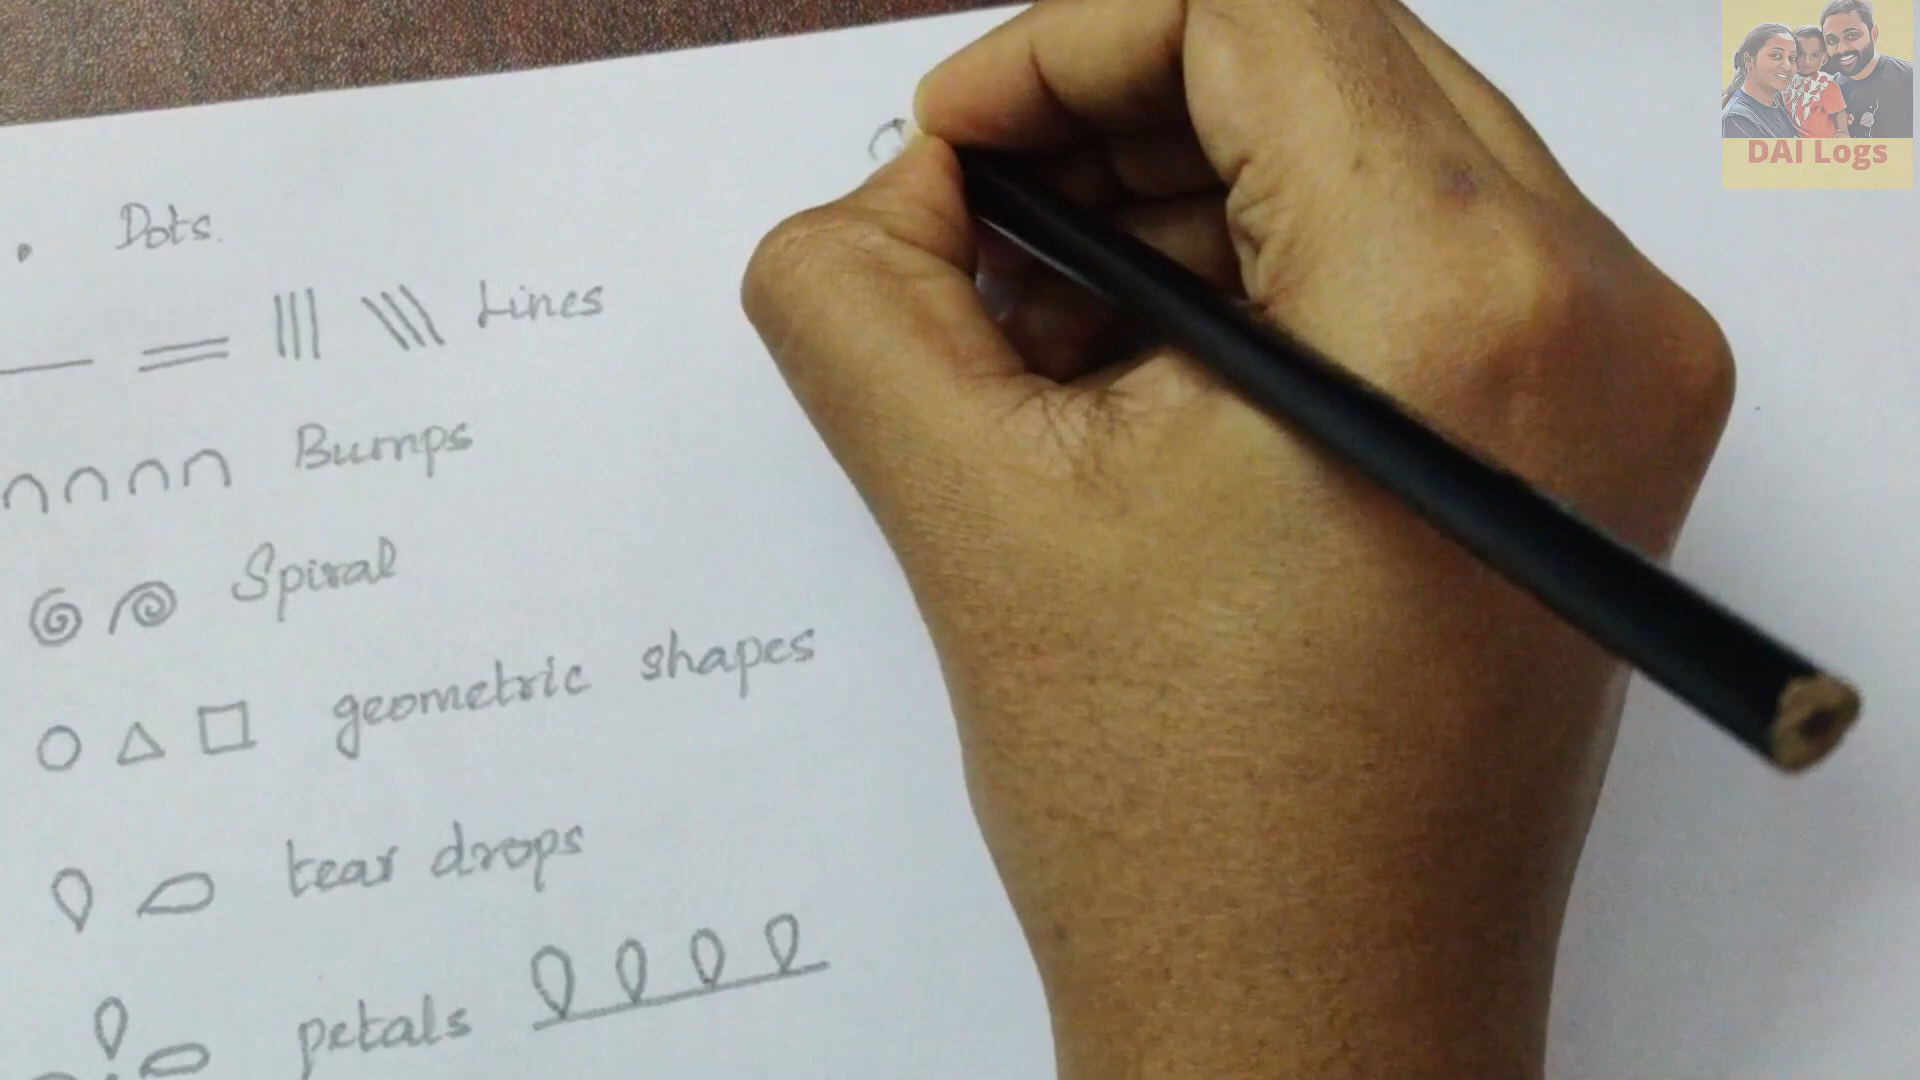 Dots.
Lines
Bumps
Spiral
geometric shapes
tear drops
petals
DAI Logs